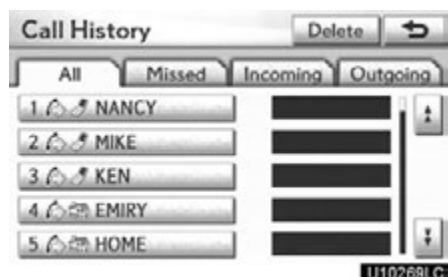 Call History Delete
All Missed Incoming Outgoing
1 NANCY
2 MIKE
3 KEN
4 EMIRY
5 HOME
U10269LC